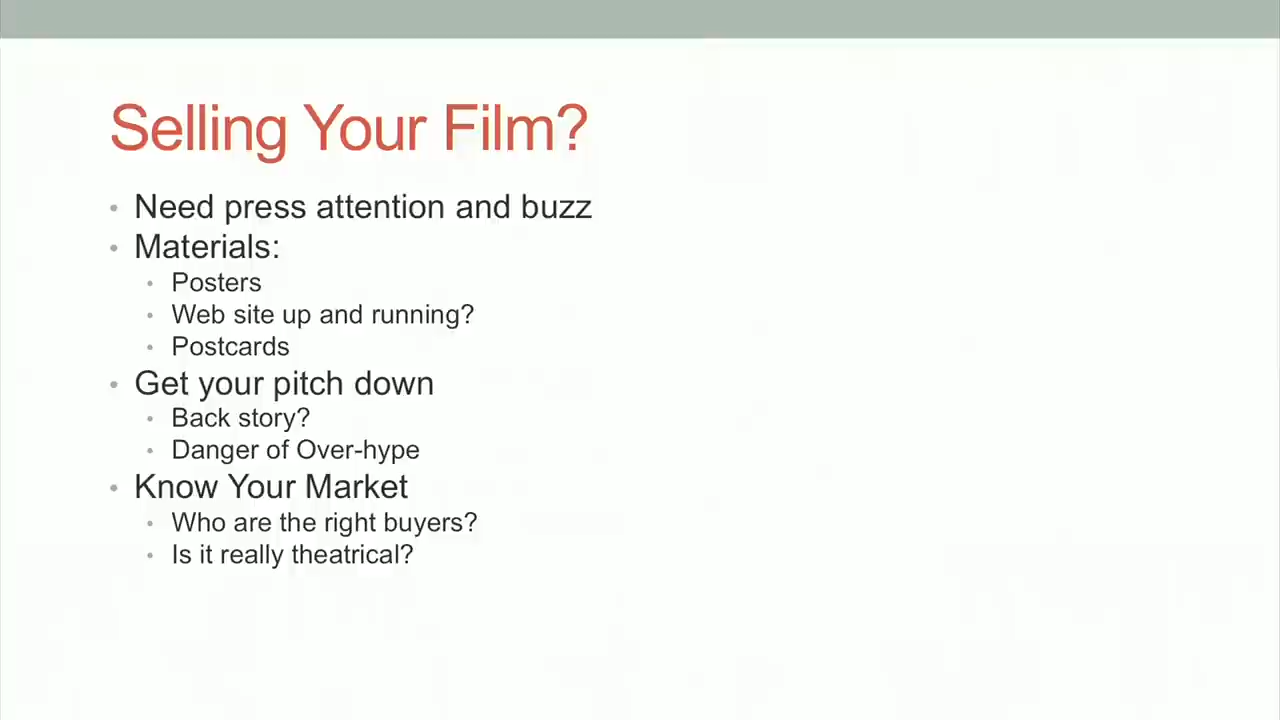 Selling Your Film?
• Need press attention and buzz
• Materials:
• Posters
• Web site up and running?
• Postcards
• Get your pitch down
• Back story?
• Danger of Over-hype
• Know Your Market
• Who are the right buyers?
• Is it really theatrical?